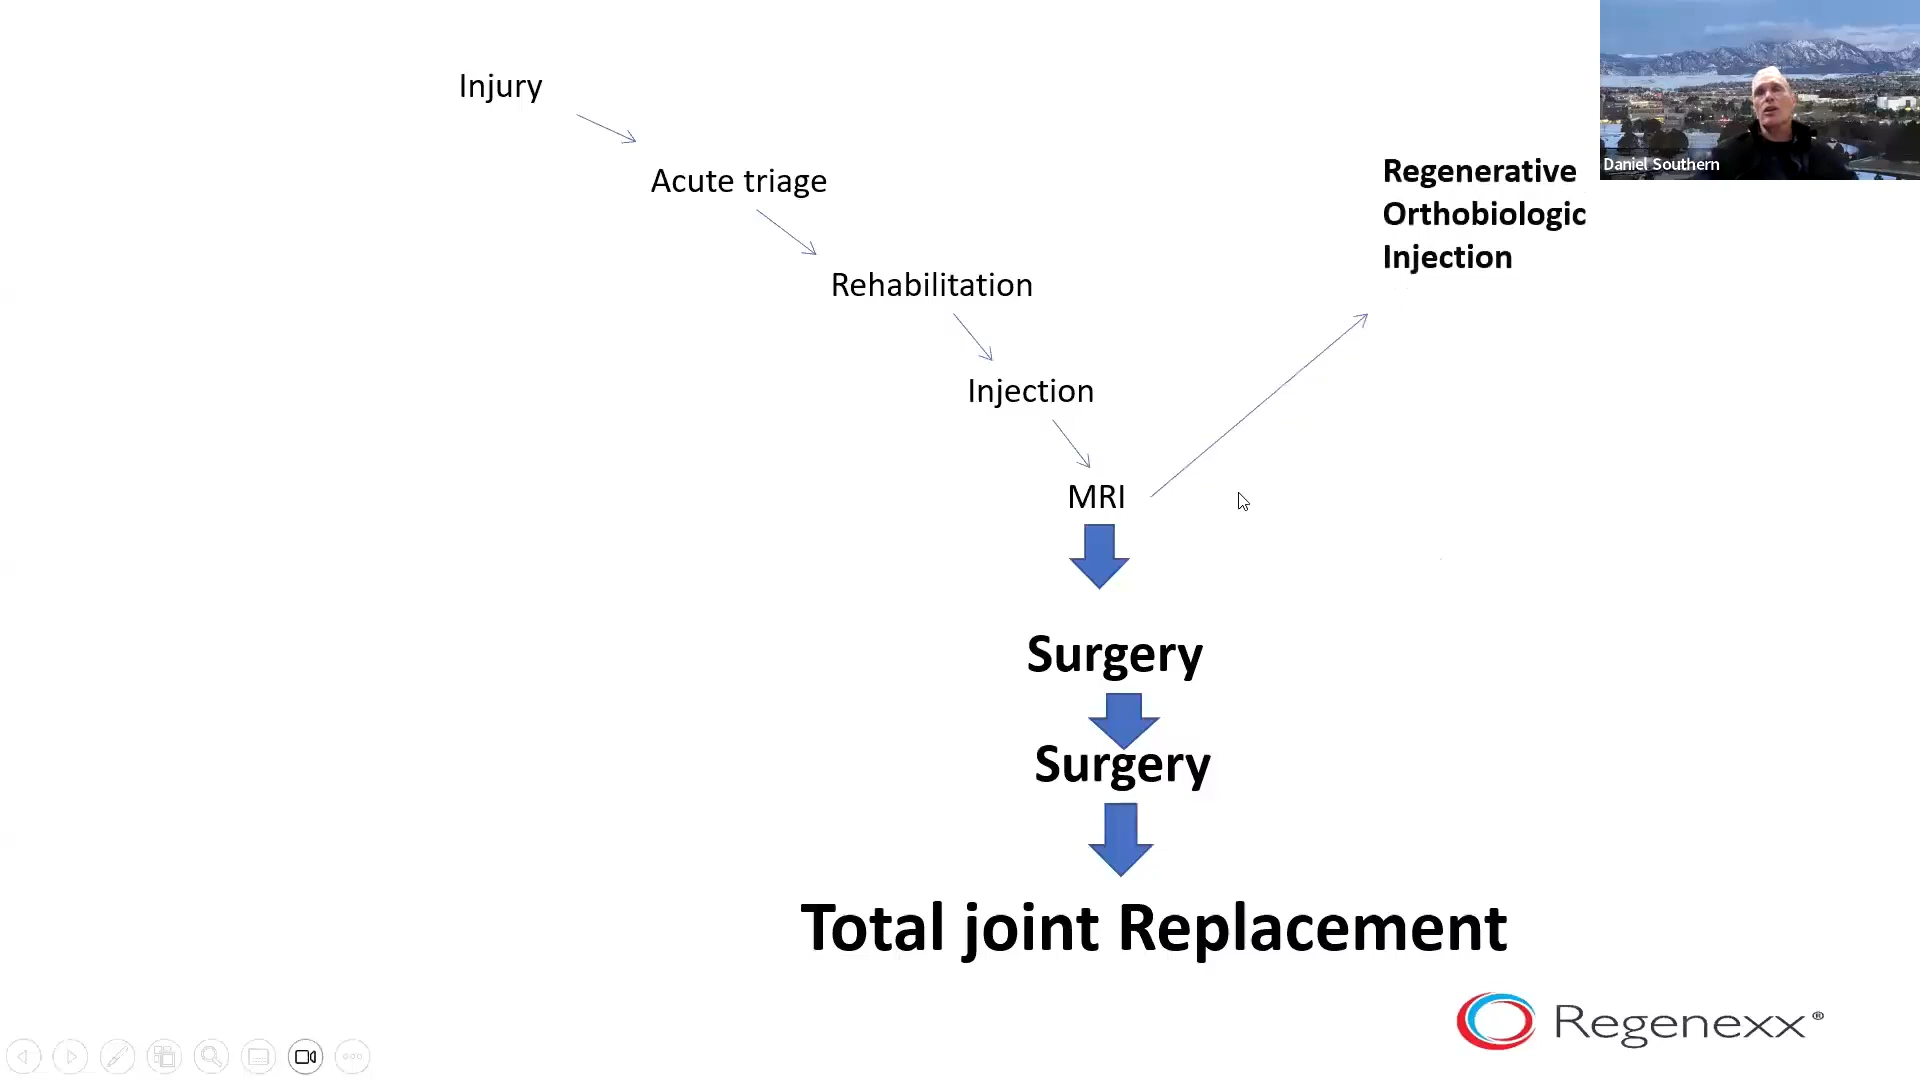 Injury
Acute triage
Rehabilitation
Injection
MRI
Surgery
Surgery
Total joint Replacement
Regenerative
Orthobiologic
Injection
Daniel Southern
Regenexx®